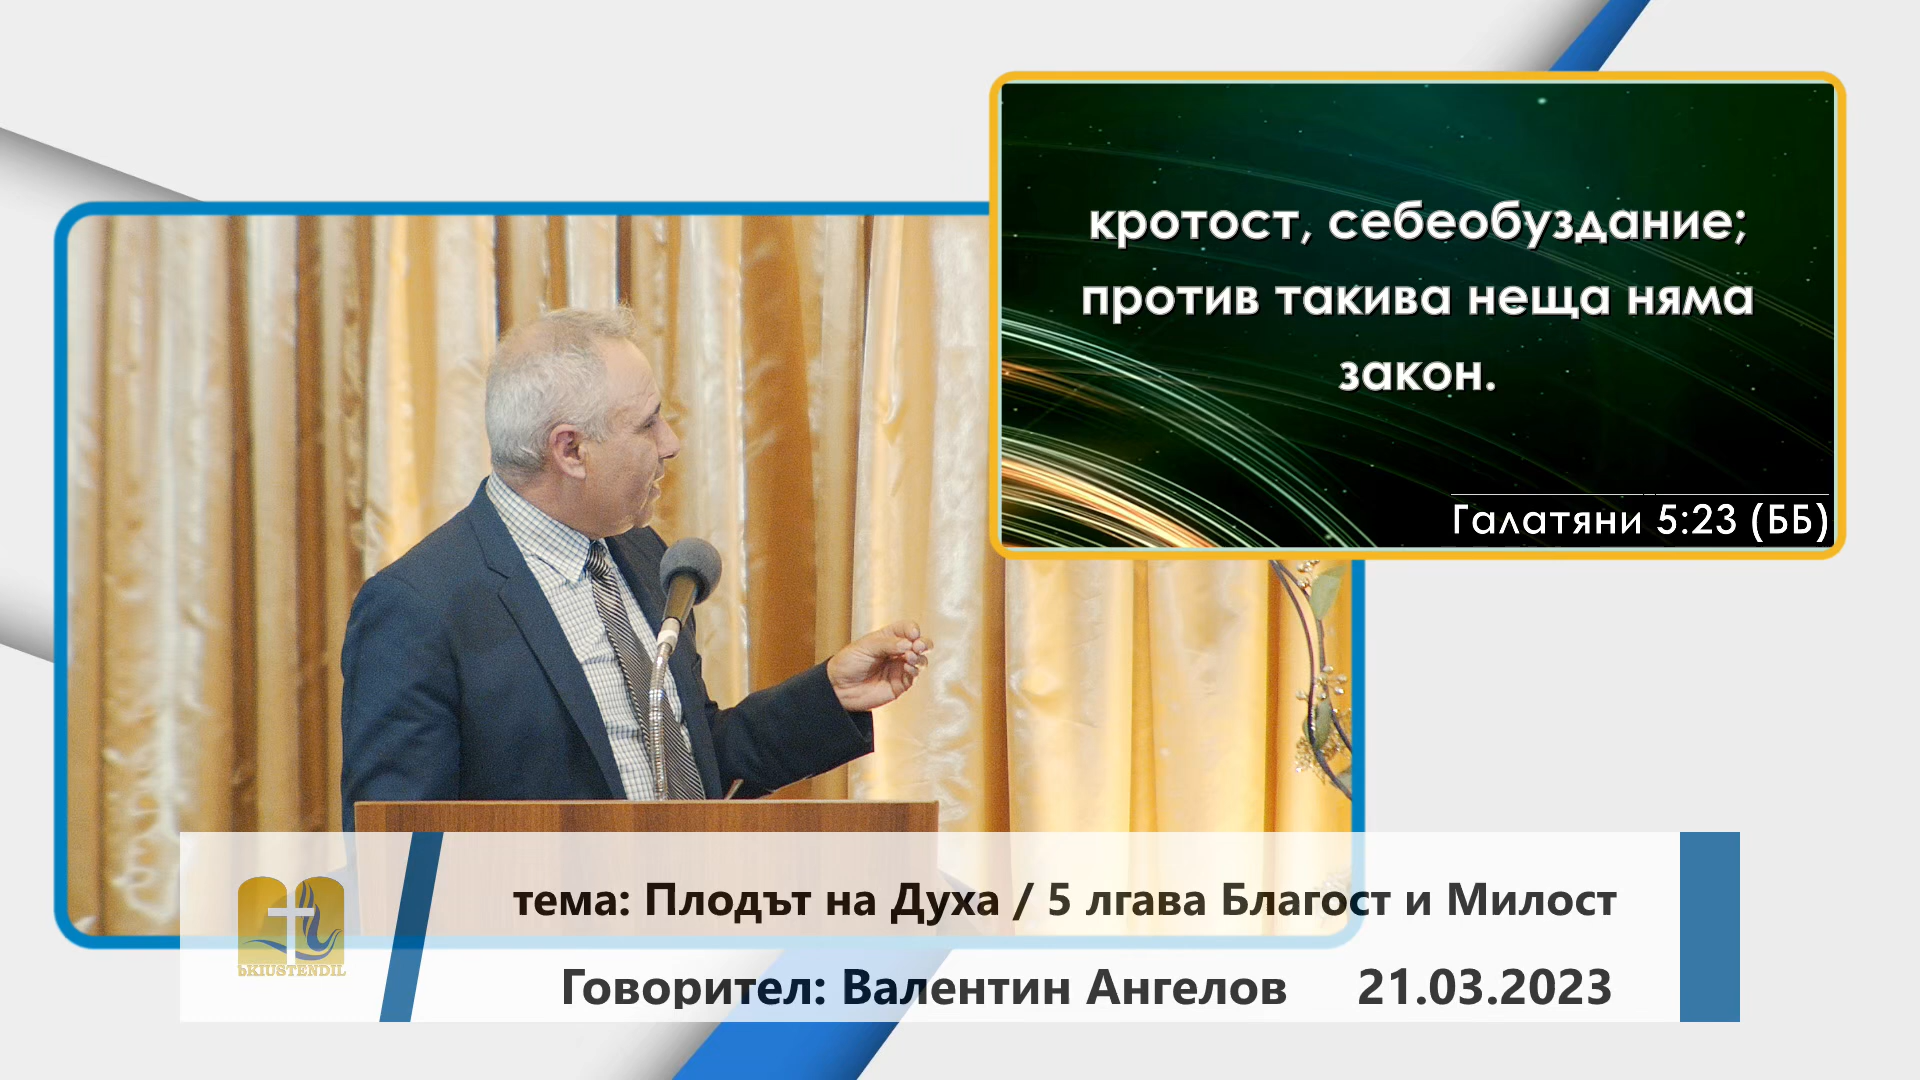 кротост, себеобуздание;
против такива неща няма
закон.
Галатяни 5:23 (ББ)
тема: Плодът на Духа / 5 лгава Благост и Милост
Говорител: Валентин Ангелов 21.03.2023
ЪKIUSTENDIL